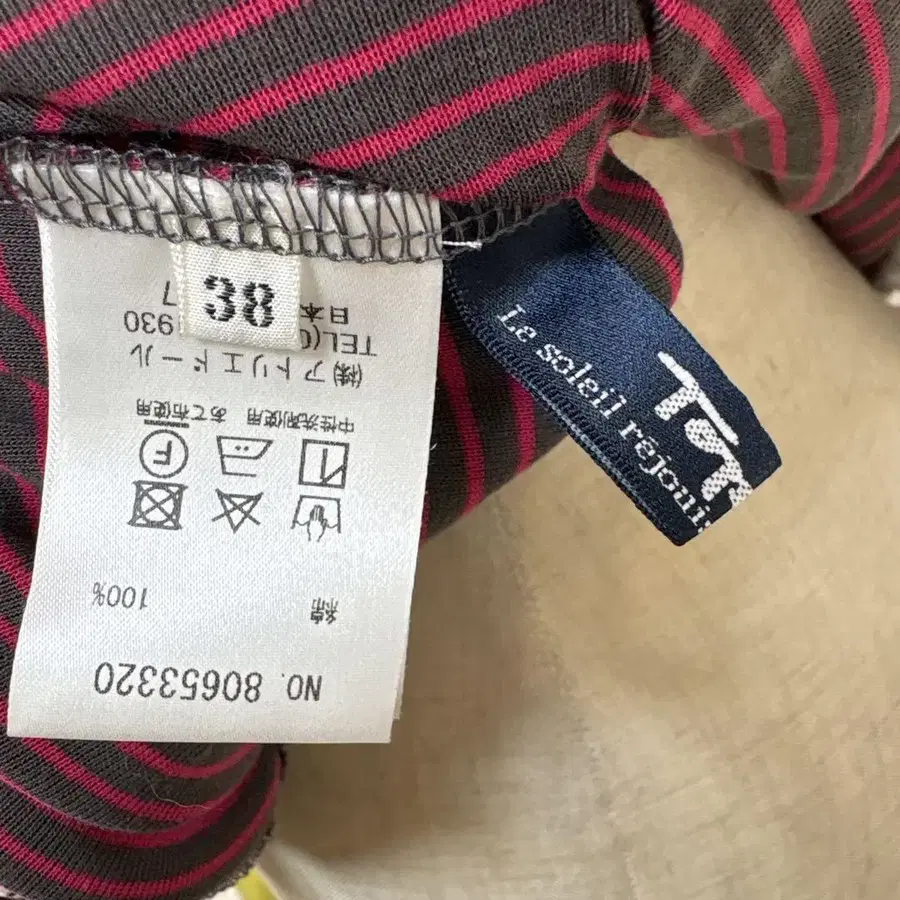 NO. 80653320
綿 100%
中性洗剤使用 あて布使用
F
㈱アトリエドール
38
Le soleil